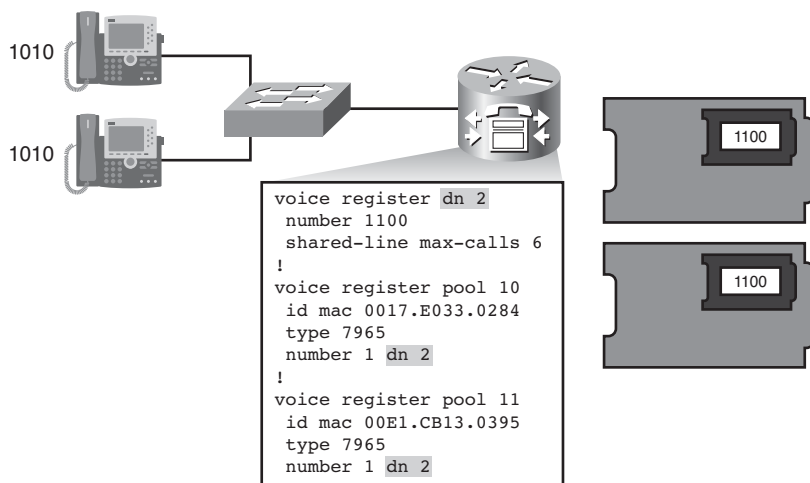 1010
1010
voice register dn 2
number 1100
shared-line max-calls 6
!
voice register pool 10
id mac 0017.E033.0284
type 7965
number 1 dn 2
!
voice register pool 11
id mac 00E1.CB13.0395
type 7965
number 1 dn 2
1100
1100